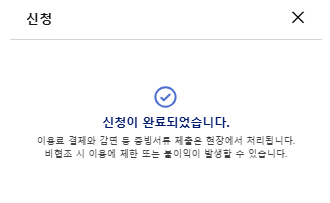 신청
신청이 완료되었습니다.
이용료 결제와 감면 등 증빙서류 제출은 현장에서 처리됩니다.
비협조 시 이용에 제한 또는 불이익이 발생할 수 있습니다.